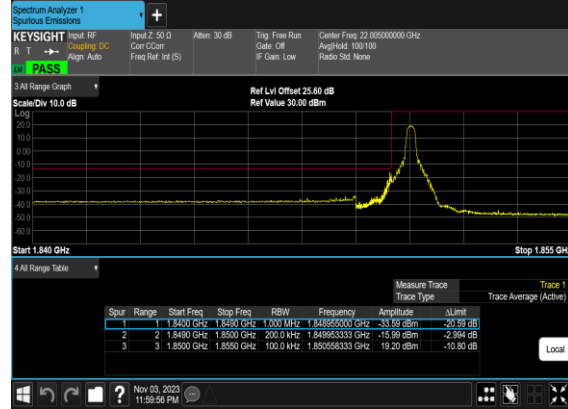 Spectrum Analyzer 1
Spurious Emissions
KEYSIGHT Input: RF Input Z: 50 Ω Atten: 30 dB Trig: Free Run Center Freq: 22.005000000 GHz
R T Coupling: DC Corr CCorr Gate: Off Avg|Hold: 100/100
Align: Auto Freq Ref: Int (S) IF Gain: Low Radio Std: None
PASS
3 All Range Graph
Ref Lvl Offset 25.60 dB
Scale/Div 10.0 dB Ref Value 30.00 dBm
Log
20.0
10.0
0.00
-10.0
-20.0
-30.0
-40.0
-50.0
-60.0
Start 1.840 GHz Stop 1.855 GHz
4 All Range Table
Measure Trace Trace 1
Trace Type Trace Average (Active)
Spur Range Start Freq Stop Freq RBW Frequency Amplitude ΔLimit
1 1 1.8400 GHz 1.8490 GHz 1.000 MHz 1.848955000 GHz -33.59 dBm -20.59 dB
2 2 1.8490 GHz 1.8500 GHz 200.0 kHz 1.849953333 GHz -15.99 dBm -2.994 dB
3 3 1.8500 GHz 1.8550 GHz 100.0 kHz 1.850558333 GHz 19.20 dBm -10.80 dB
Local
? Nov 03, 2023
11:59:56 PM